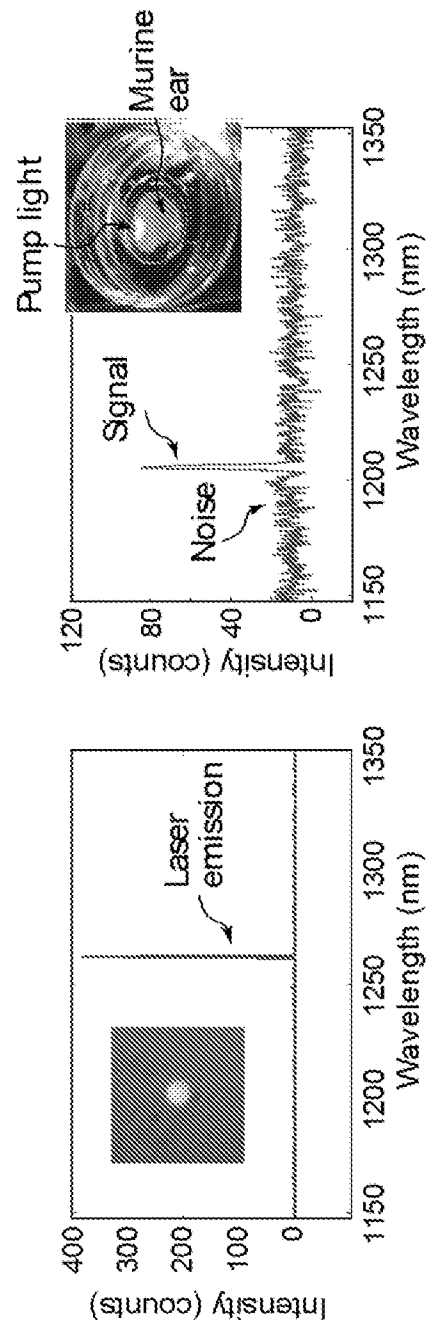 400
300
200
100
0
Intensity (counts)
1150
1200
1250
1300
1350
Wavelength (nm)
Laser
emission
120
80
40
0
Intensity (counts)
1150
1200
1250
1300
1350
Wavelength (nm)
Noise
Signal
Pump light
Murine
ear